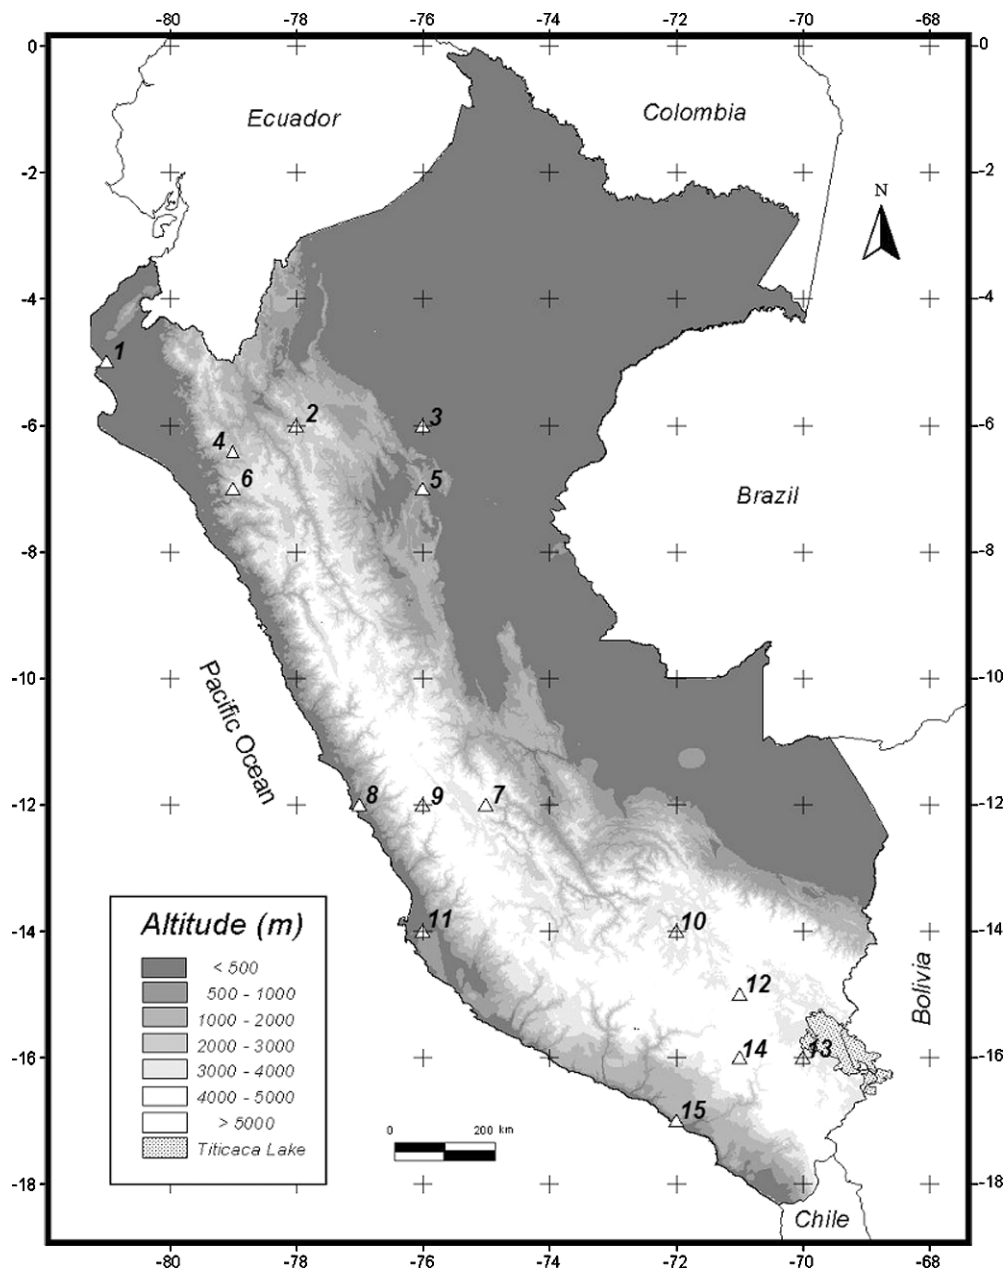 -80 -78 -76 -74 -72 -70 -68
0 0
Ecuador
Colombia
-2 -2
N
-4 -4
1
2
3
-6 -6
4
5
6
Brazil
-8 -8
Pacific Ocean
-10 -10
8
9
7
-12 -12
11
10
-14 -14
Bolivia
12
14
13
-16 -16
15
Altitude (m)
< 500
500 - 1000
1000 - 2000
2000 - 3000
3000 - 4000
4000 - 5000
> 5000
Titicaca Lake
0 200 km
-18 -18
Chile
-80 -78 -76 -74 -72 -70 -68